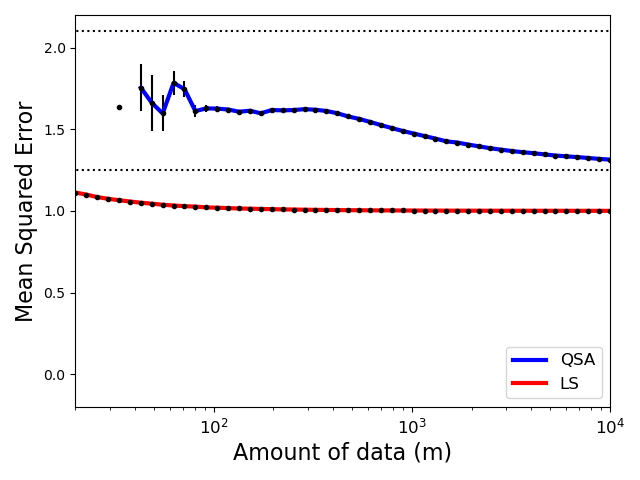 Mean Squared Error
2.0
1.5
1.0
0.5
0.0
10²
10³
10⁴
Amount of data (m)
QSA
LS